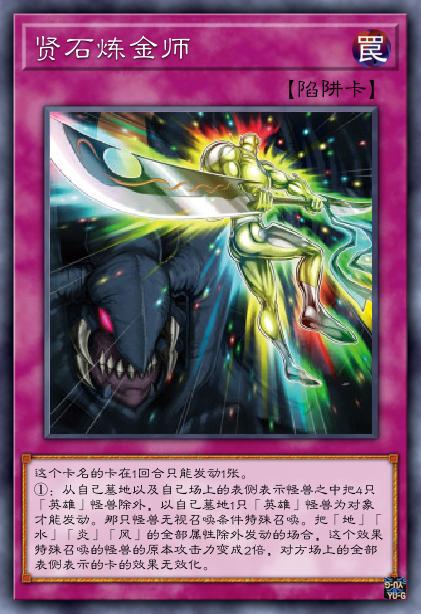 贤石炼金师
罠
【陷阱卡】
这个卡名的卡在1回合只能发动1张。
①：从自己墓地以及自己场上的表侧表示怪兽之中把4只
「英雄」怪兽除外，以自己墓地1只「英雄」怪兽为对象
才能发动。那只怪兽无视召唤条件特殊召唤。把「地」「
水」「炎」「风」的全部属性除外发动的场合，这个效果
特殊召唤的怪兽的原本攻击力变成2倍，对方场上的全部
表侧表示的卡的效果无效化。